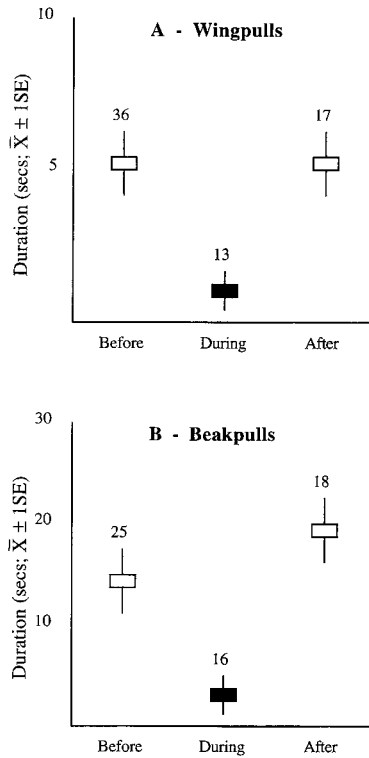 10
A - Wingpulls
36
17
5
13
Duration (secs; X̅ ± 1SE)
Before During After
30
B - Beakpulls
18
20
25
10
16
Duration (secs; X̅ ± 1SE)
Before During After